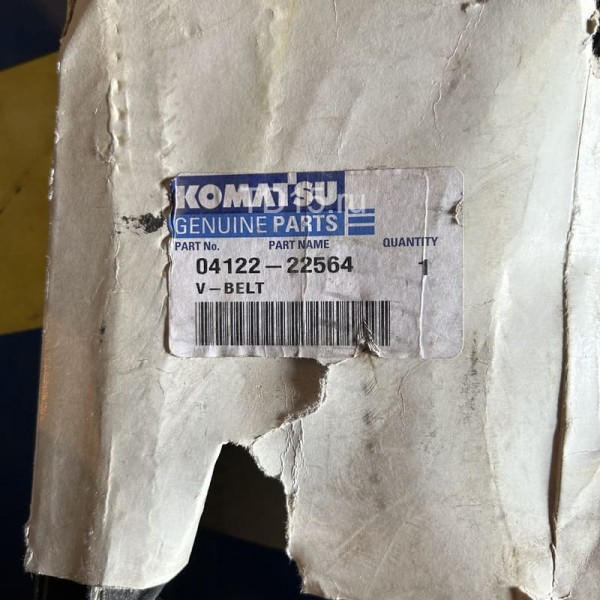 KOMATSU
GENUINE PARTS
PART No. PART NAME QUANTITY
04122-22564 1
V-BELT